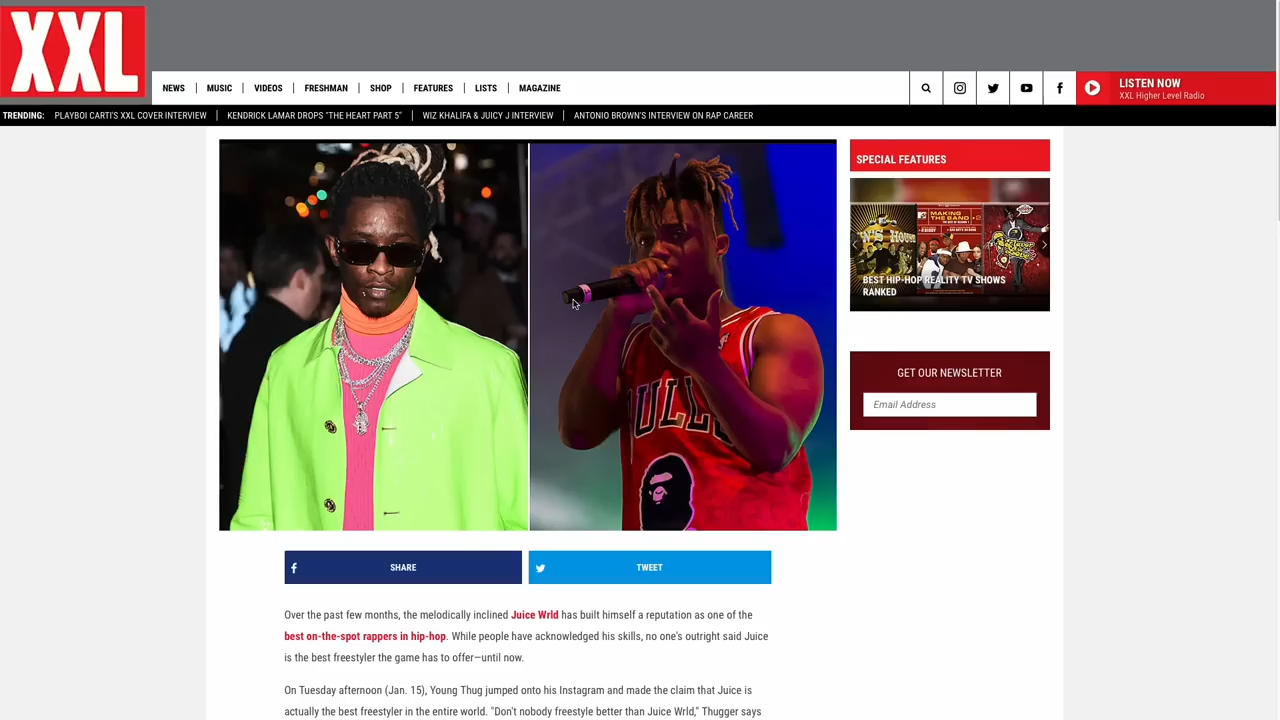 XXL
NEWS
MUSIC
VIDEOS
FRESHMAN
SHOP
FEATURES
LISTS
MAGAZINE
LISTEN NOW
XXL Higher Level Radio
TRENDING:
PLAYBOI CARTI'S XXL COVER INTERVIEW
KENDRICK LAMAR DROPS "THE HEART PART 5"
WIZ KHALIFA & JUICY J INTERVIEW
ANTONIO BROWN'S INTERVIEW ON RAP CAREER
SPECIAL FEATURES
MAKING
THE BAND
BEST HIP-HOP REALITY TV SHOWS
RANKED
GET OUR NEWSLETTER
Email Address
SHARE
TWEET
Over the past few months, the melodically inclined Juice Wrld has built himself a reputation as one of the
best on-the-spot rappers in hip-hop. While people have acknowledged his skills, no one's outright said Juice
is the best freestyler the game has to offer—until now.
On Tuesday afternoon (Jan. 15), Young Thug jumped onto his Instagram and made the claim that Juice is
actually the best freestyler in the entire world. "Don't nobody freestyle better than Juice Wrld," Thugger says